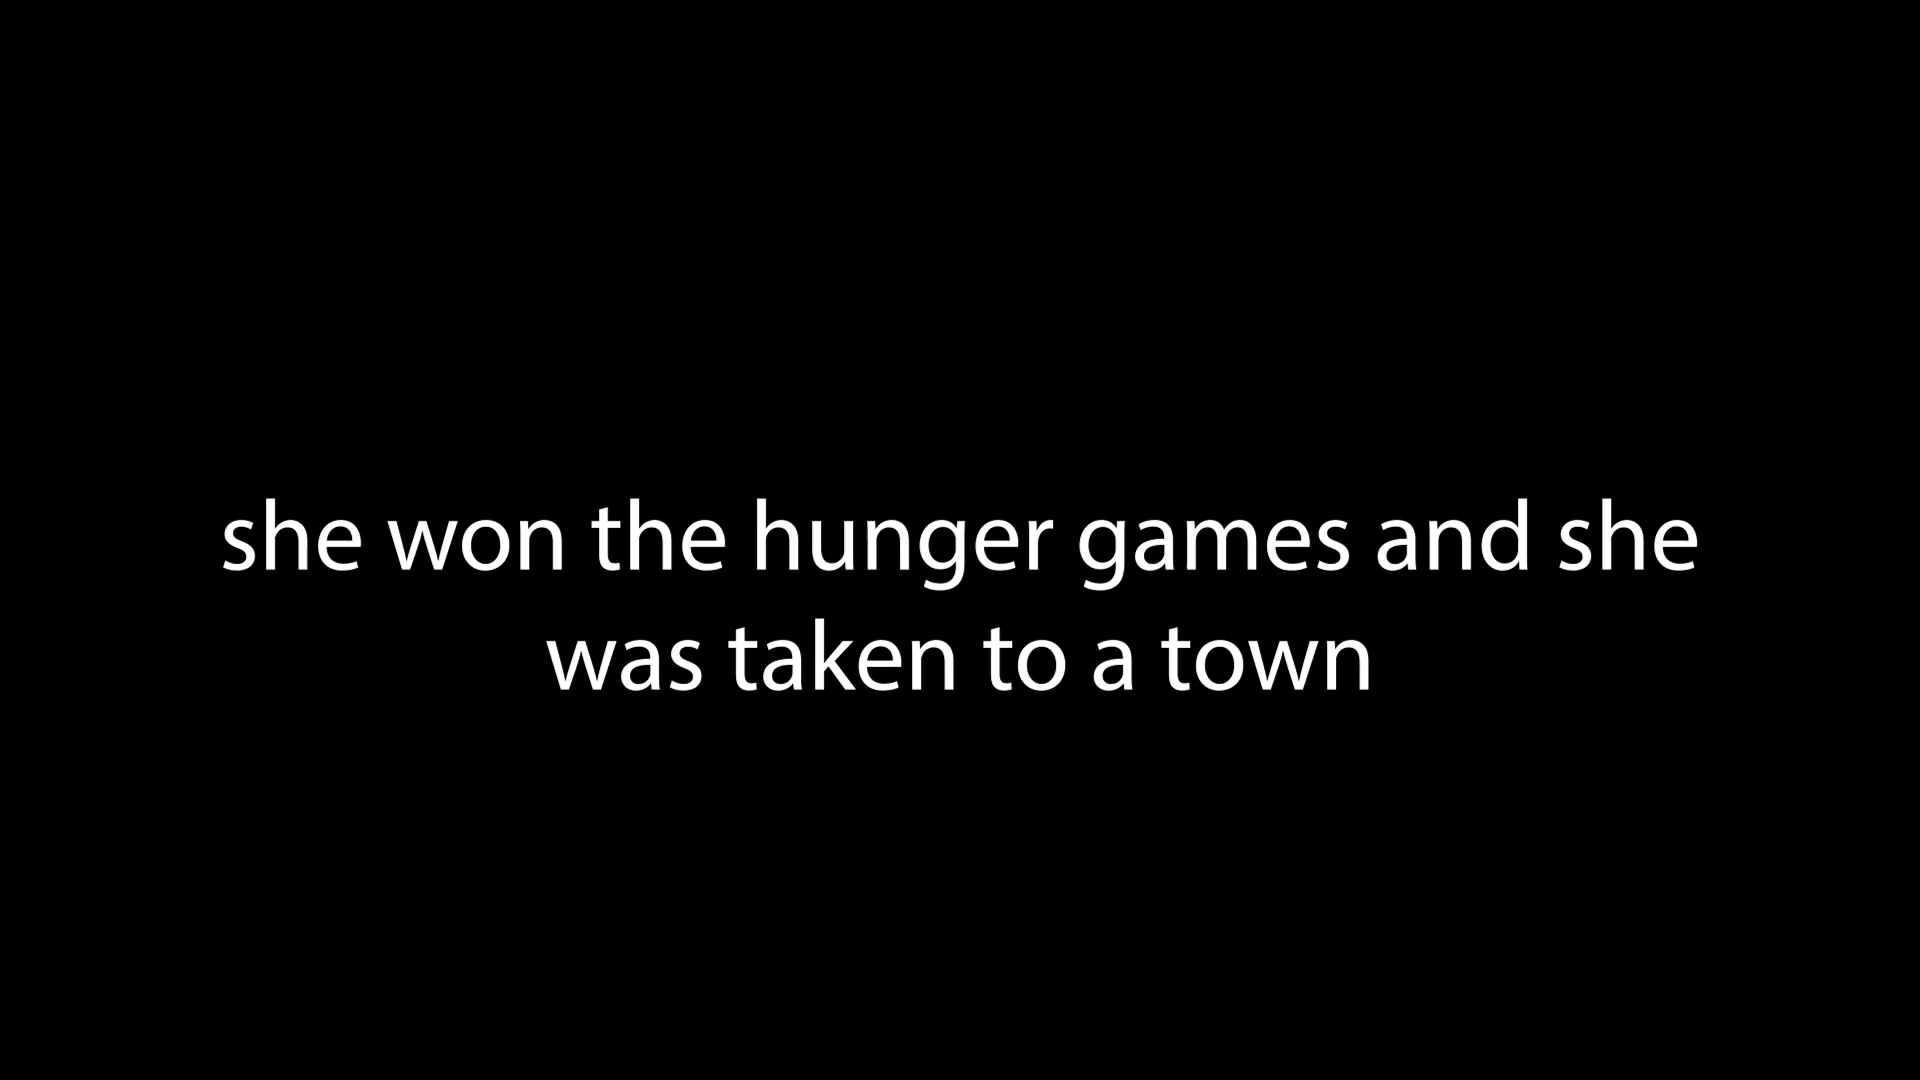 she won the hunger games and she
was taken to a town